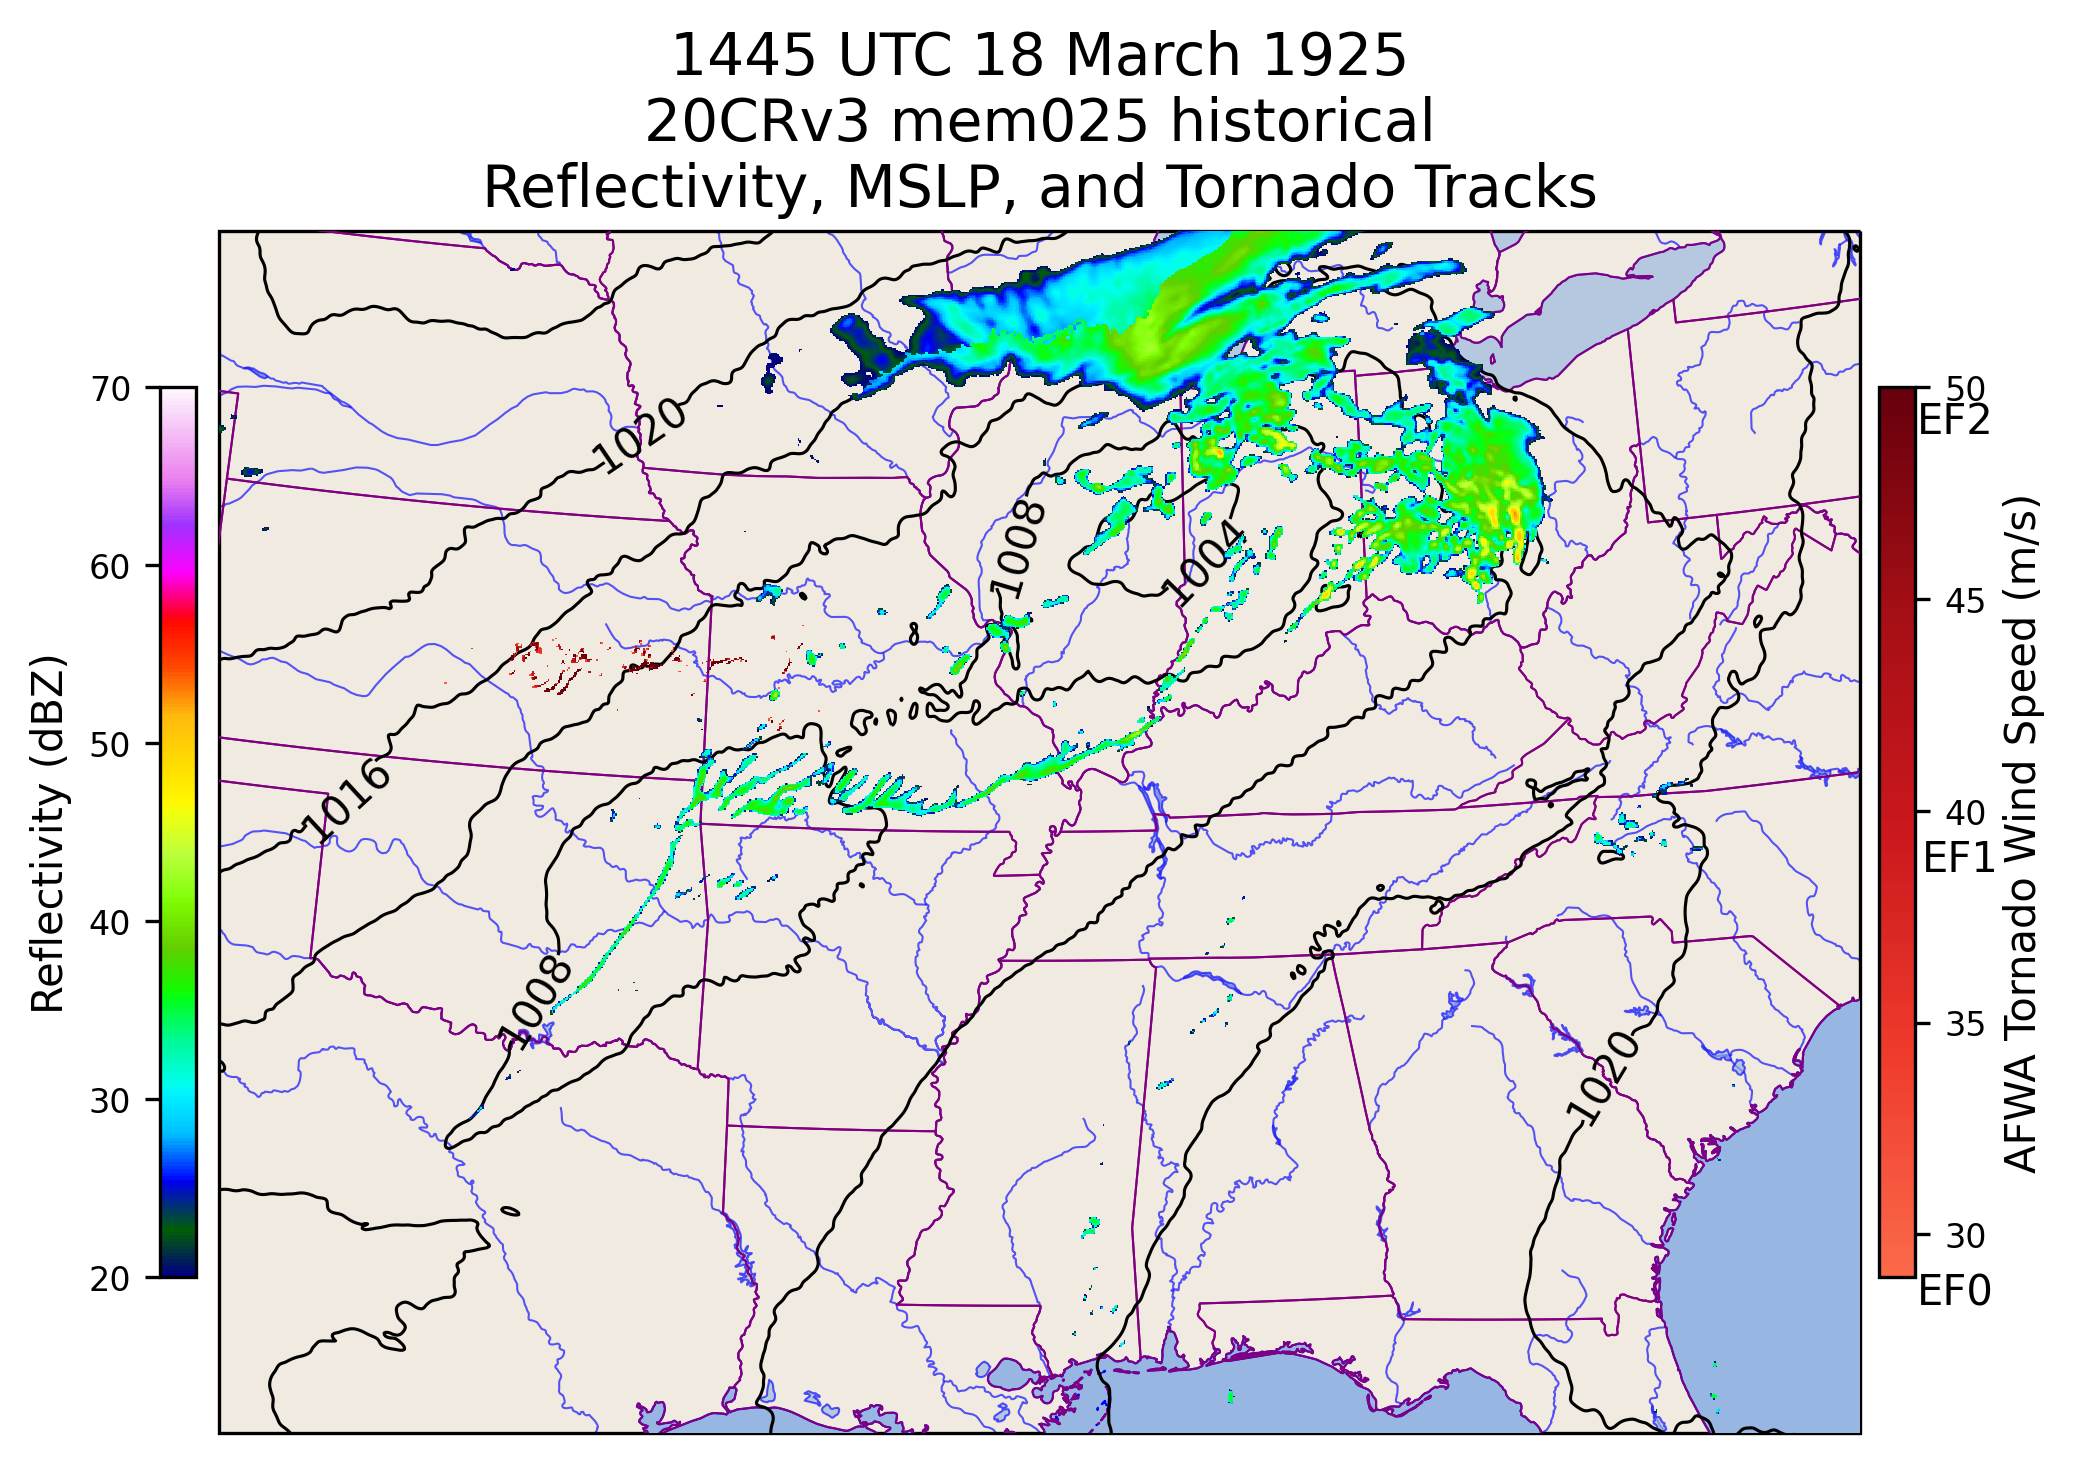 1445 UTC 18 March 1925
20CRv3 mem025 historical
Reflectivity, MSLP, and Tornado Tracks
70
60
50
40
30
20
Reflectivity (dBZ)
1020
1008
1004
1016
1008
1020
50
EF2
45
40
EF1
35
30
EF0
AFWA Tornado Wind Speed (m/s)